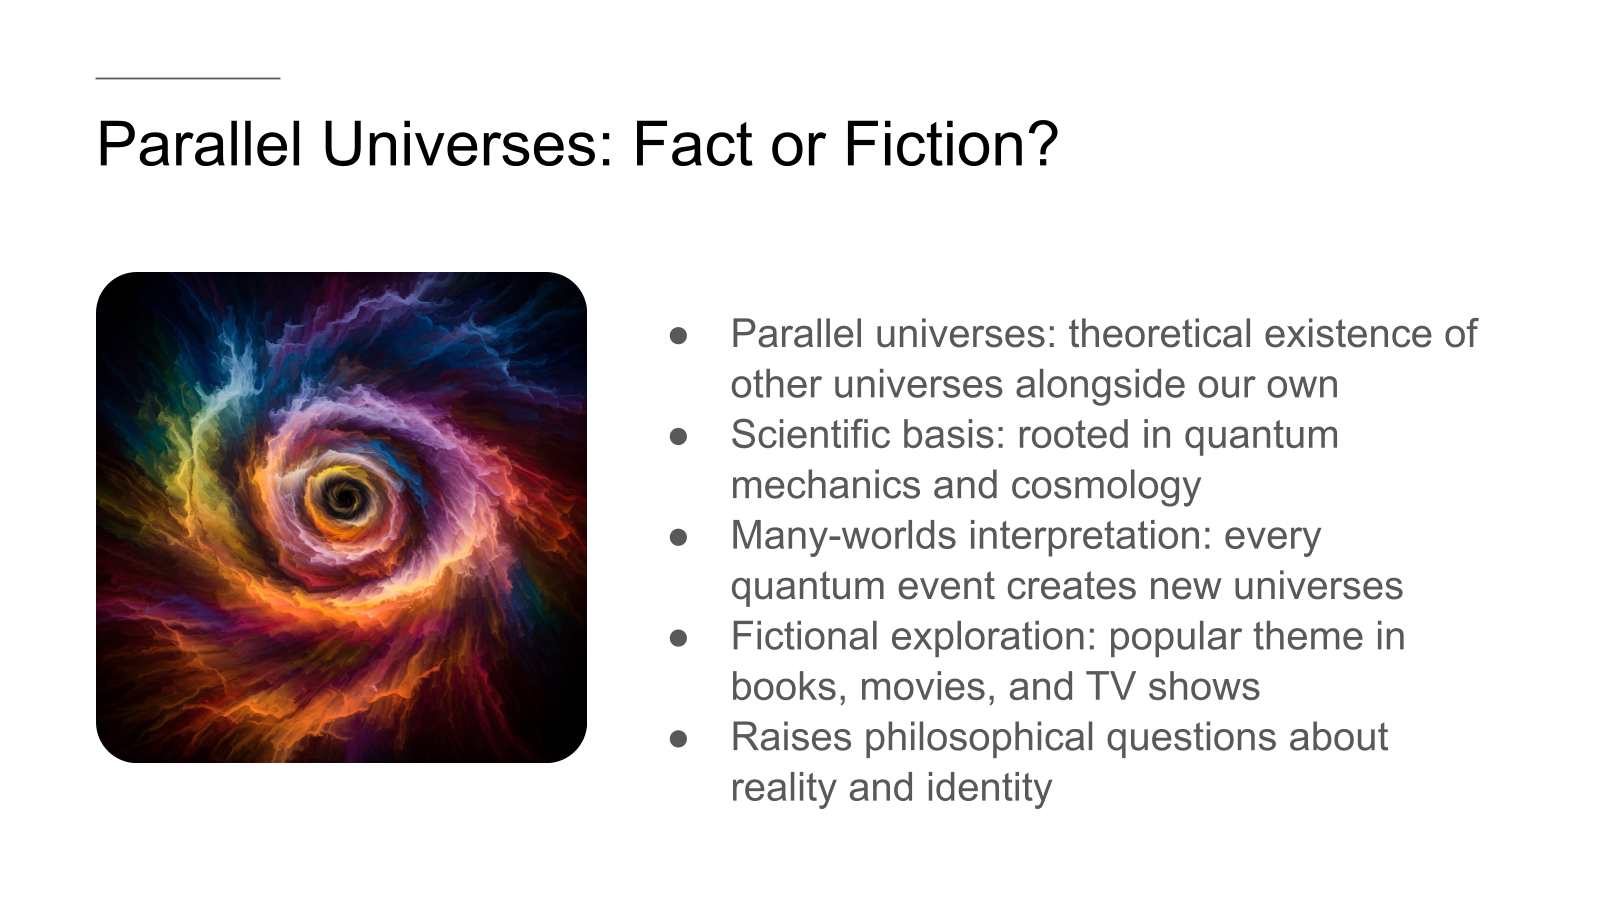 Parallel Universes: Fact or Fiction?
● Parallel universes: theoretical existence of
other universes alongside our own
● Scientific basis: rooted in quantum
mechanics and cosmology
● Many-worlds interpretation: every
quantum event creates new universes
● Fictional exploration: popular theme in
books, movies, and TV shows
● Raises philosophical questions about
reality and identity